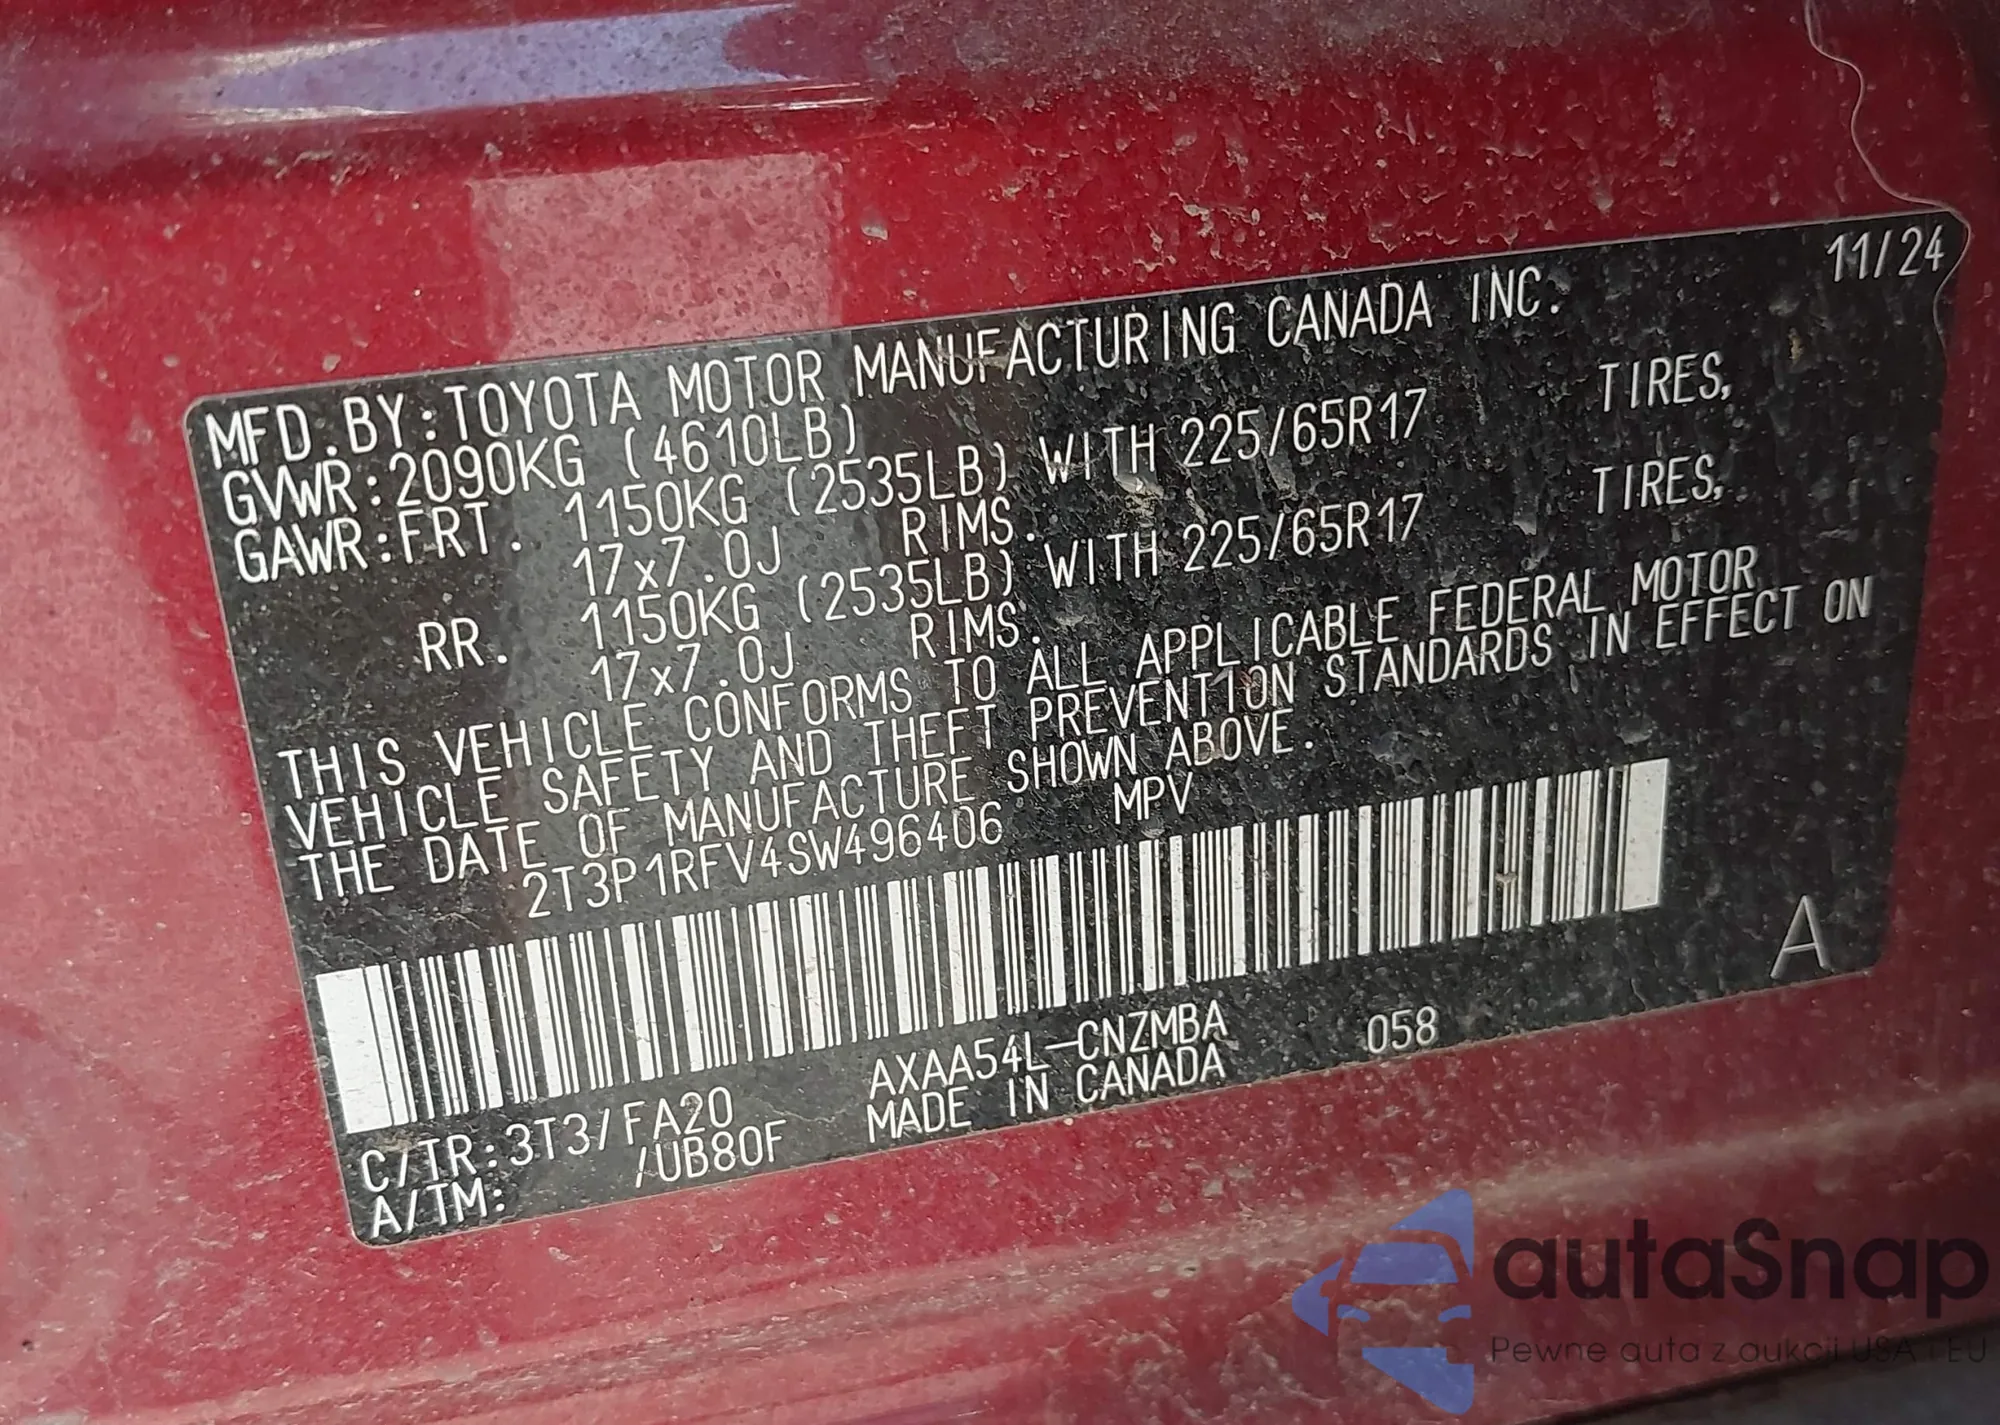 11/24
MFD.BY:TOYOTA MOTOR MANUFACTURING CANADA INC.
GVWR:2090KG (4610LB)
GAWR:FRT. 1150KG (2535LB) WITH 225/65R17 TIRES,
17x7.0J RIMS.
RR. 1150KG (2535LB) WITH 225/65R17 TIRES,
17x7.0J RIMS.
THIS VEHICLE CONFORMS TO ALL APPLICABLE FEDERAL MOTOR
VEHICLE SAFETY AND THEFT PREVENTION STANDARDS IN EFFECT ON
THE DATE OF MANUFACTURE SHOWN ABOVE.
2T3P1RFV4SW496406 MPV
A
AXAA54L-CNZMBA 058
C/TR:3T3/FA20 MADE IN CANADA
A/TM: /UB80F
autaSnap
Pewne auta z aukcji USA i EU